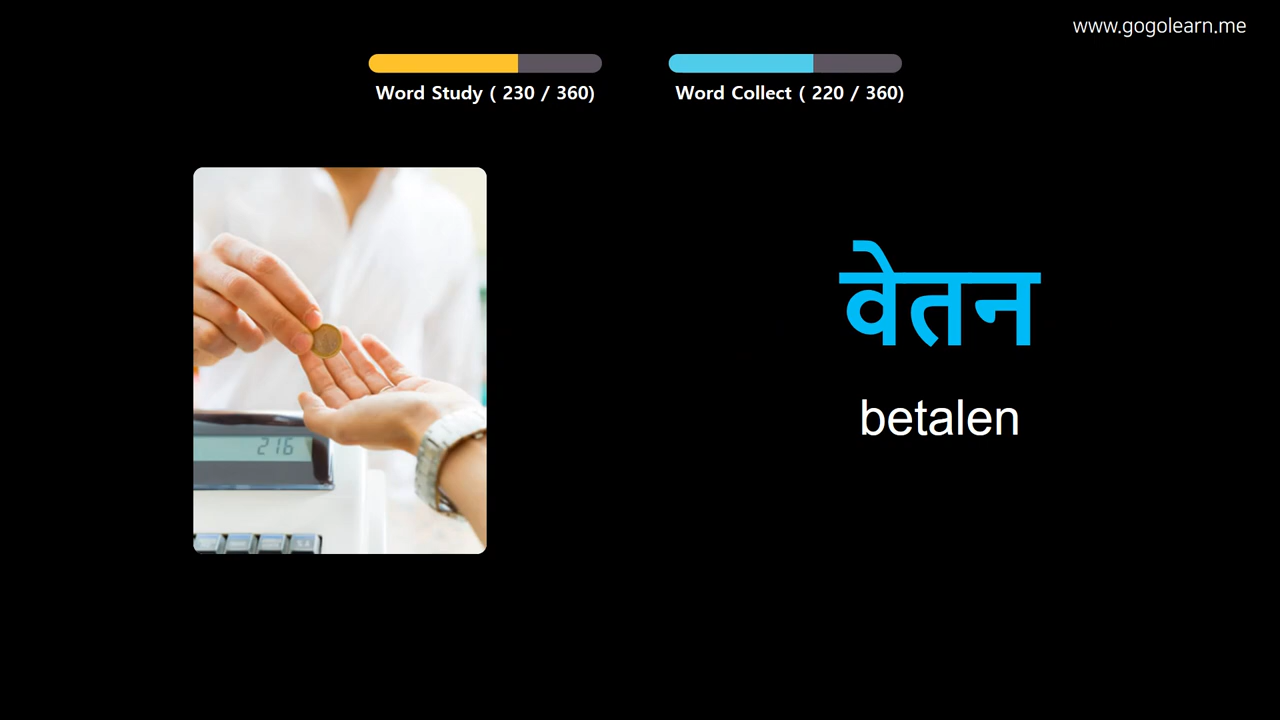 www.gogolearn.me
Word Study ( 230 / 360)
Word Collect ( 220 / 360)
वेतन
betalen
216